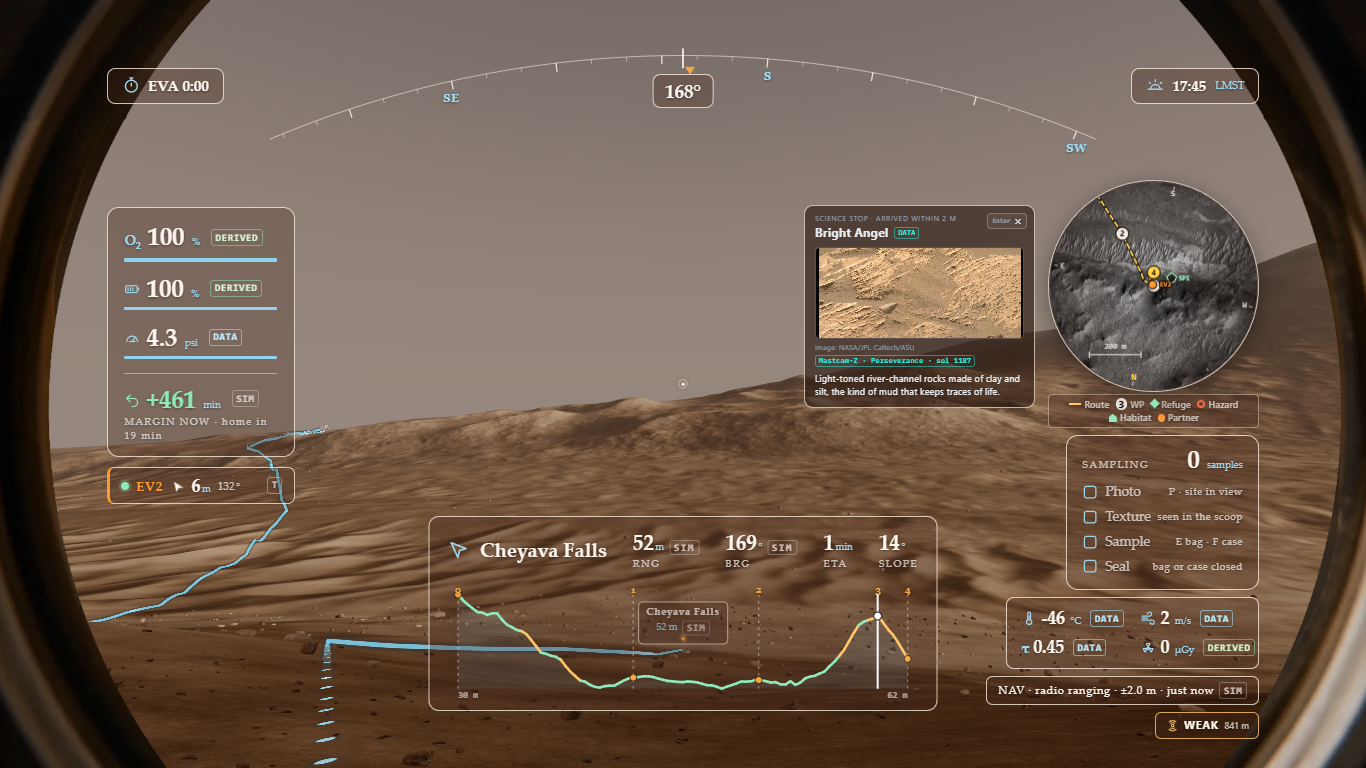 EVA 0:00
SE
168°
S
SW
17:45 LMST
O₂ 100 % DERIVED
100 % DERIVED
4.3 psi DATA
+461 min SIM
MARGIN NOW · home in
19 min
EV2 6m 132° T
SCIENCE STOP · ARRIVED WITHIN 2 M
Enter ✕
Bright Angel DATA
Image: NASA/JPL-Caltech/ASU
Mastcam-Z · Perseverance · sol 1187
Light-toned river-channel rocks made of clay and
silt, the kind of mud that keeps traces of life.
S
2
E
4
SP1
EV2
W
200 m
N
Route 3 WP Refuge Hazard
Habitat Partner
SAMPLING 0 samples
Photo P · site in view
Texture seen in the scoop
Sample E bag · F case
Seal bag or case closed
Cheyava Falls
52m SIM
RNG
169° SIM
BRG
1min
ETA
14°
SLOPE
0 1 2 3 4
Cheyava Falls
52 m SIM
30 m
62 m
-46 °C DATA
2 m/s DATA
τ 0.45 DATA
0 µGy DERIVED
NAV · radio ranging · ±2.0 m · just now SIM
WEAK 841 m